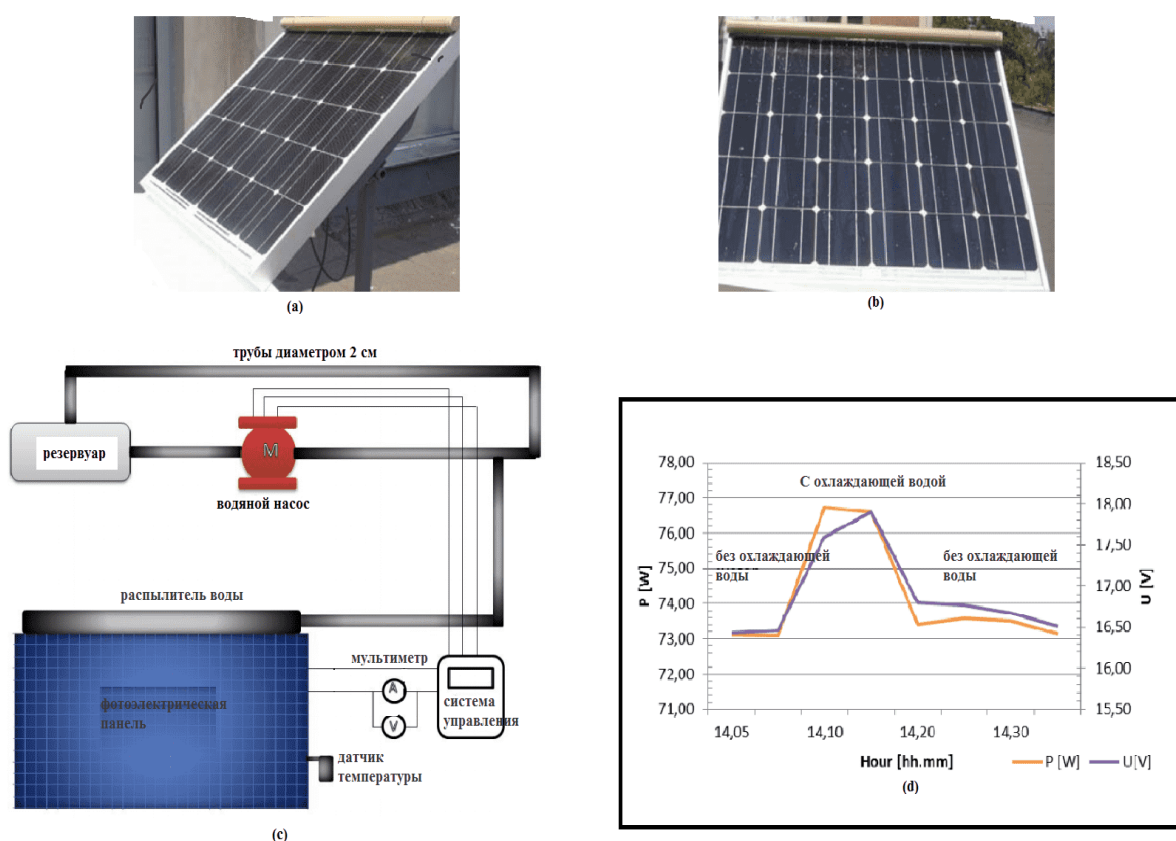 (a)
(b)
трубы диаметром 2 см
резервуар
М
водяной насос
распылитель воды
мультиметр
A
V
система
управления
фотоэлектрическая
панель
датчик
температуры
(c)
78,00
77,00
76,00
75,00
74,00
73,00
72,00
71,00
P [W]
18,50
18,00
17,50
17,00
16,50
16,00
15,50
U [V]
С охлаждающей водой
без охлаждающей
воды
без охлаждающей
воды
14,05
14,10
14,20
14,30
Hour [hh.mm]
P [W]
U[V]
(d)